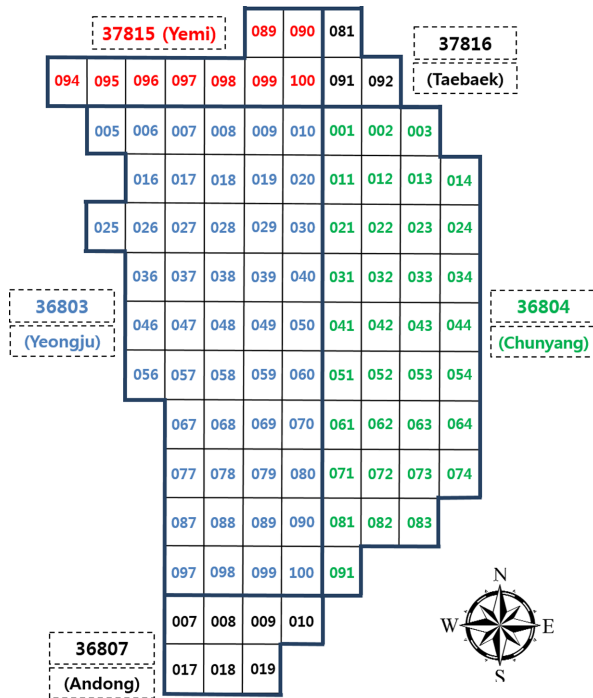 37815 (Yemi) 089 090 081
37816
094 095 096 097 098 099 100 091 092 (Taebaek)
005 006 007 008 009 010 001 002 003
016 017 018 019 020 011 012 013 014
025 026 027 028 029 030 021 022 023 024
036 037 038 039 040 031 032 033 034
36803 046 047 048 049 050 041 042 043 044 36804
(Yeongju) (Chunyang)
056 057 058 059 060 051 052 053 054
067 068 069 070 061 062 063 064
077 078 079 080 071 072 073 074
087 088 089 090 081 082 083
097 098 099 100 091
N
007 008 009 010 W E
36807
(Andong) 017 018 019 S